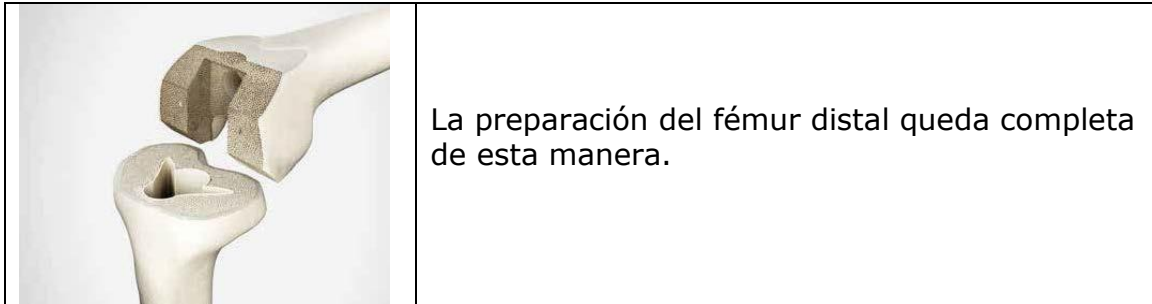 La preparación del fémur distal queda completa
de esta manera.